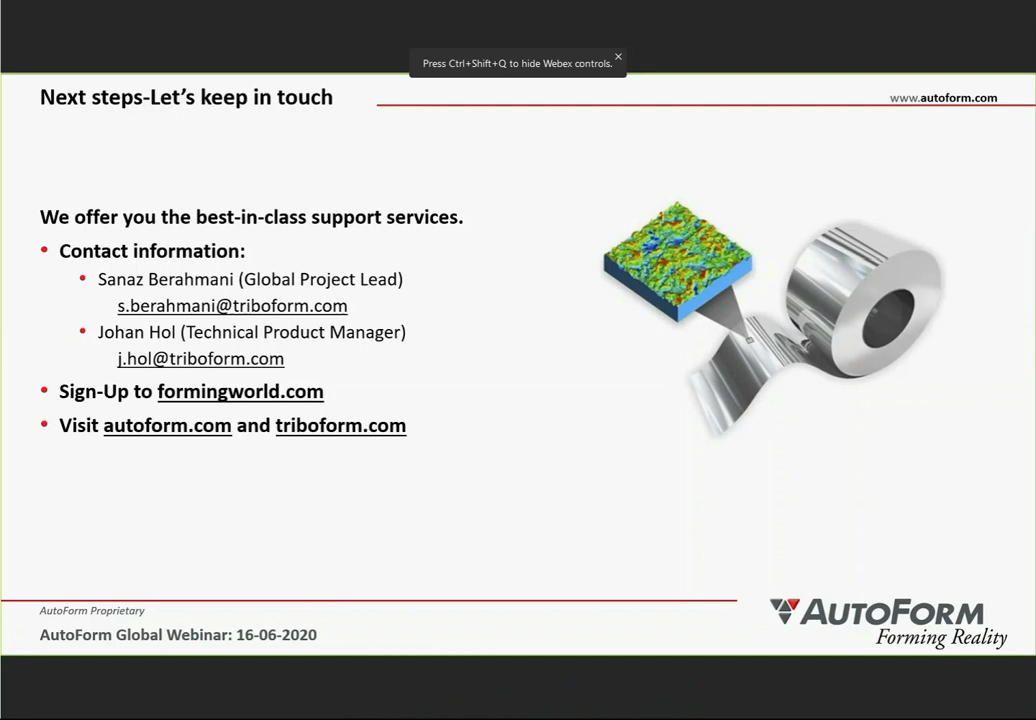 Press Ctrl+Shift+Q to hide Webex controls.
Next steps-Let's keep in touch
www.autoform.com
We offer you the best-in-class support services.
• Contact information:
• Sanaz Berahmani (Global Project Lead)
s.berahmani@triboform.com
• Johan Hol (Technical Product Manager)
j.hol@triboform.com
• Sign-Up to formingworld.com
• Visit autoform.com and triboform.com
AutoForm Proprietary
AutoForm Global Webinar: 16-06-2020
AUTOFORM
Forming Reality